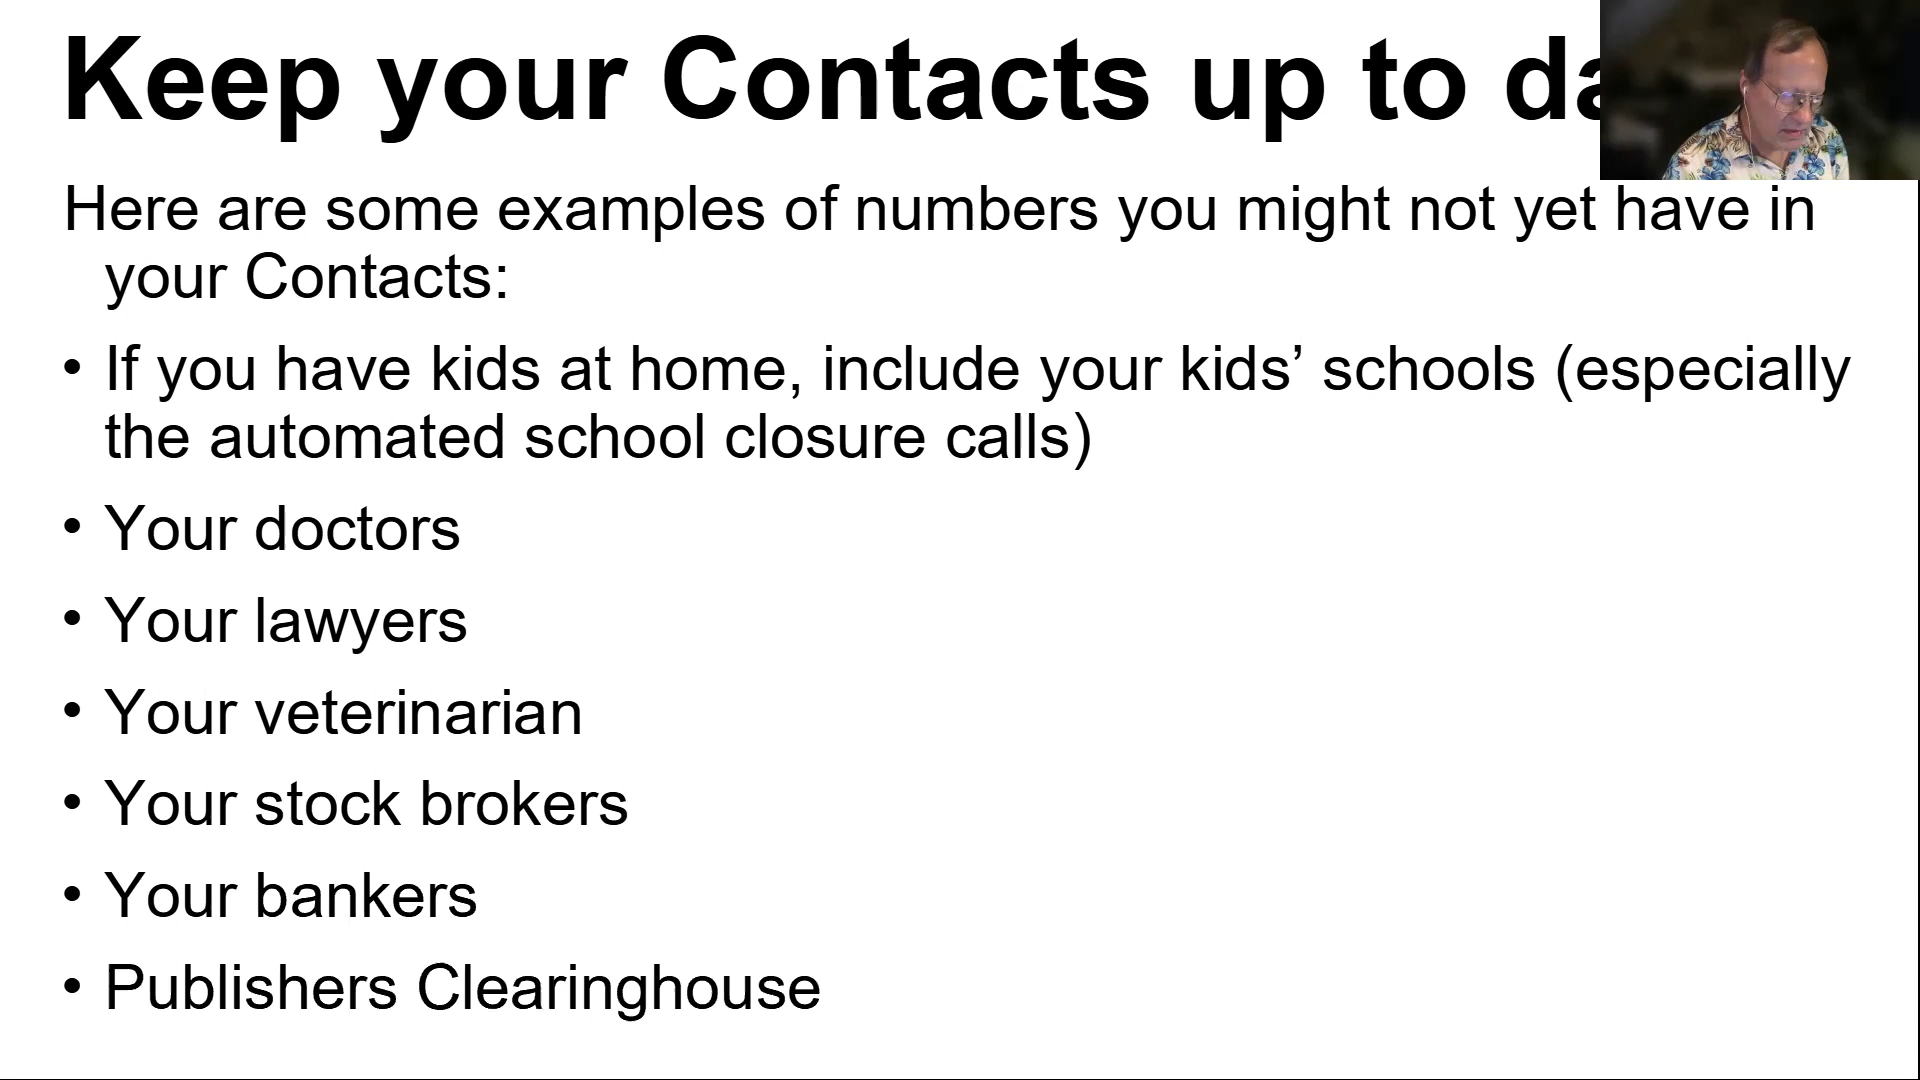 Keep your Contacts up to
Here are some examples of numbers you might not yet have in
your Contacts:
• If you have kids at home, include your kids’ schools (especially
the automated school closure calls)
• Your doctors
• Your lawyers
• Your veterinarian
• Your stock brokers
• Your bankers
• Publishers Clearinghouse